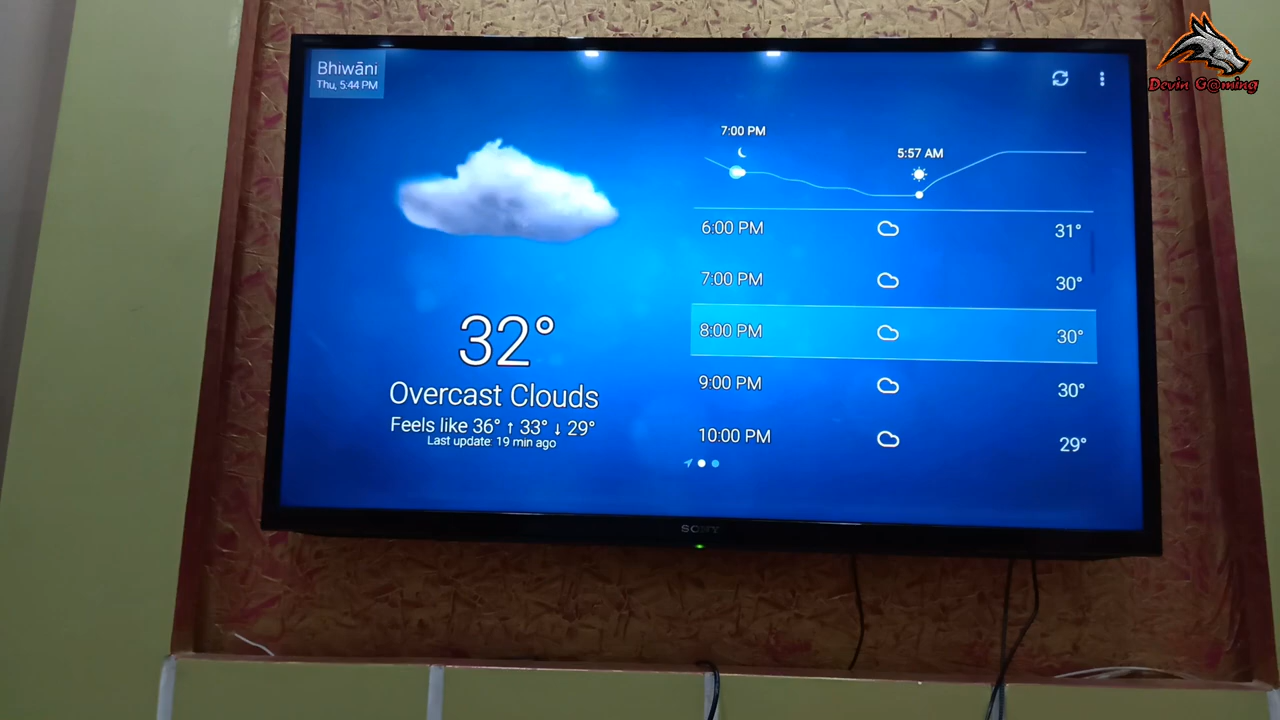 Bhiwāni
Thu, 5:44 PM
32°
Overcast Clouds
Feels like 36° ↑ 33° ↓ 29°
Last update: 19 min ago
7:00 PM
5:57 AM
6:00 PM 31°
7:00 PM 30°
8:00 PM 30°
9:00 PM 30°
10:00 PM 29°
SONY
Devin G@ming